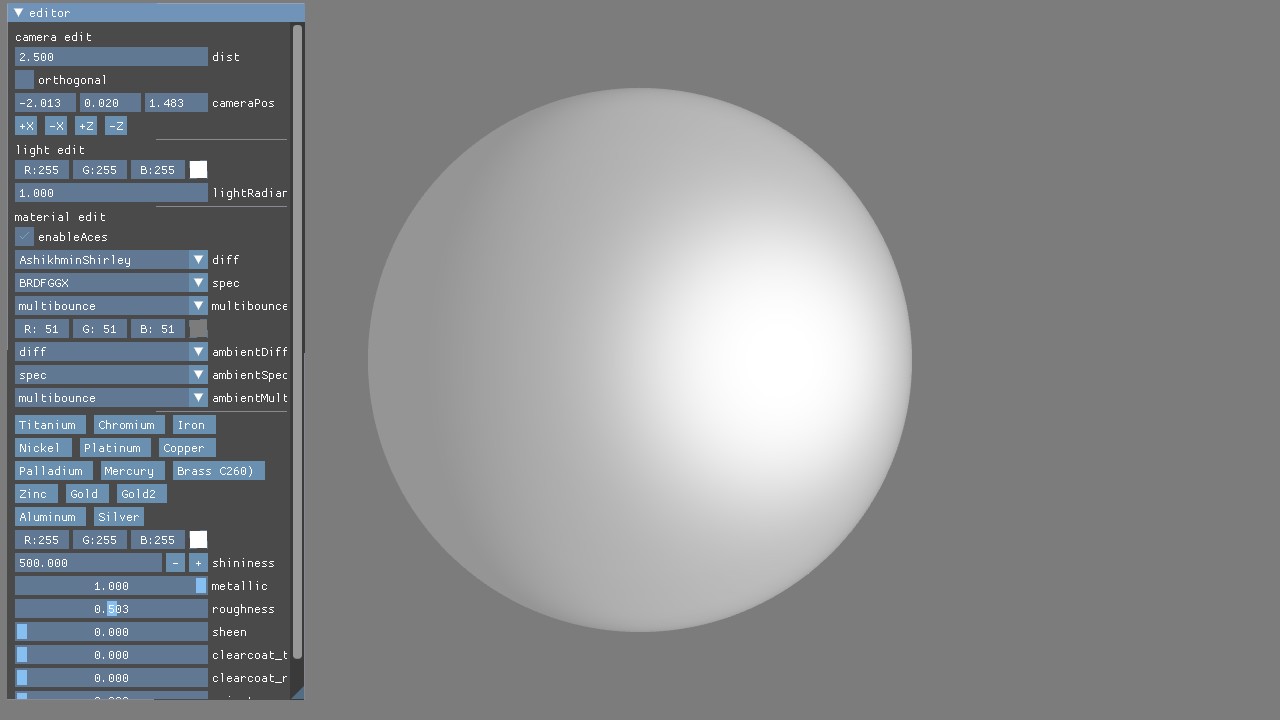 editor
camera edit
2.500 dist
orthogonal
-2.013 0.020 1.483 cameraPos
+X -X +Z -Z
light edit
R:255 G:255 B:255
1.000 lightRadian
material edit
enableAces
AshikhminShirley diff
BRDFGGX spec
multibounce multibounce
R: 51 G: 51 B: 51
diff ambientDiff
spec ambientSpec
multibounce ambientMult
Titanium Chromium Iron
Nickel Platinum Copper
Palladium Mercury Brass C260)
Zinc Gold Gold2
Aluminum Silver
R:255 G:255 B:255
500.000 - + shininess
1.000 metallic
0.503 roughness
0.000 sheen
0.000 clearcoat_t
0.000 clearcoat_r